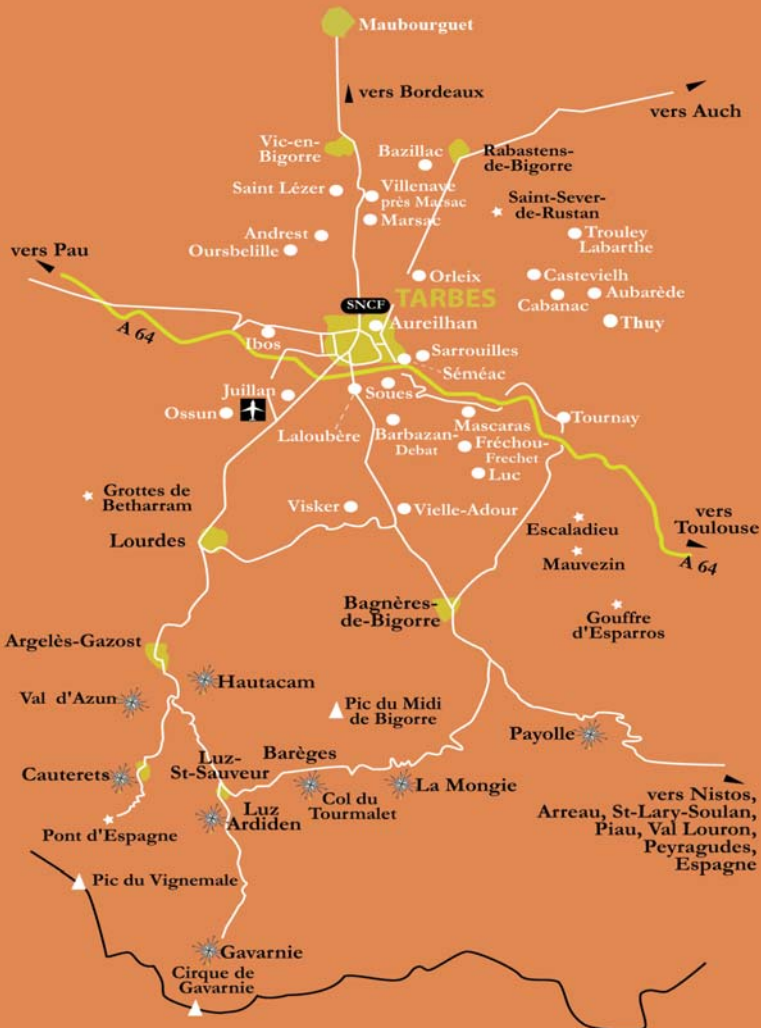 Maubourguet
vers Bordeaux
vers Auch
Vic-en-
Bigorre
Bazillac
Rabastens-
de-Bigorre
Saint Lézer
Villenave
près Marsac
Marsac
Saint-Sever-
de-Rustan
Andrest
Oursbelille
Trouley
Labarthe
vers Pau
Orleix
Castevielh
Cabanac
Aubarède
SNCF
TARBES
Aureilhan
Thuy
A 64
Ibos
Sarrouilles
Séméac
Juillan
Ossun
Soues
Laloubère
Barbazan-
Debat
Mascaras
Fréchou-
Frechet
Luc
Tournay
Grottes de
Betharram
Visker
Vielle-Adour
vers
Toulouse
A 64
Escaladieu
Mauvezin
Lourdes
Bagnères-
de-Bigorre
Gouffre
d'Esparros
Argelès-Gazost
Hautacam
Val d'Azun
Pic du Midi
de Bigorre
Payolle
Luz-
St-Sauveur
Barèges
Cauterets
Luz
Ardiden
Col du
Tourmalet
La Mongie
Pont d'Espagne
vers Nistos,
Arreau, St-Lary-Soulan,
Piau, Val Louron,
Peyragudes,
Espagne
Pic du Vignemale
Gavarnie
Cirque de
Gavarnie